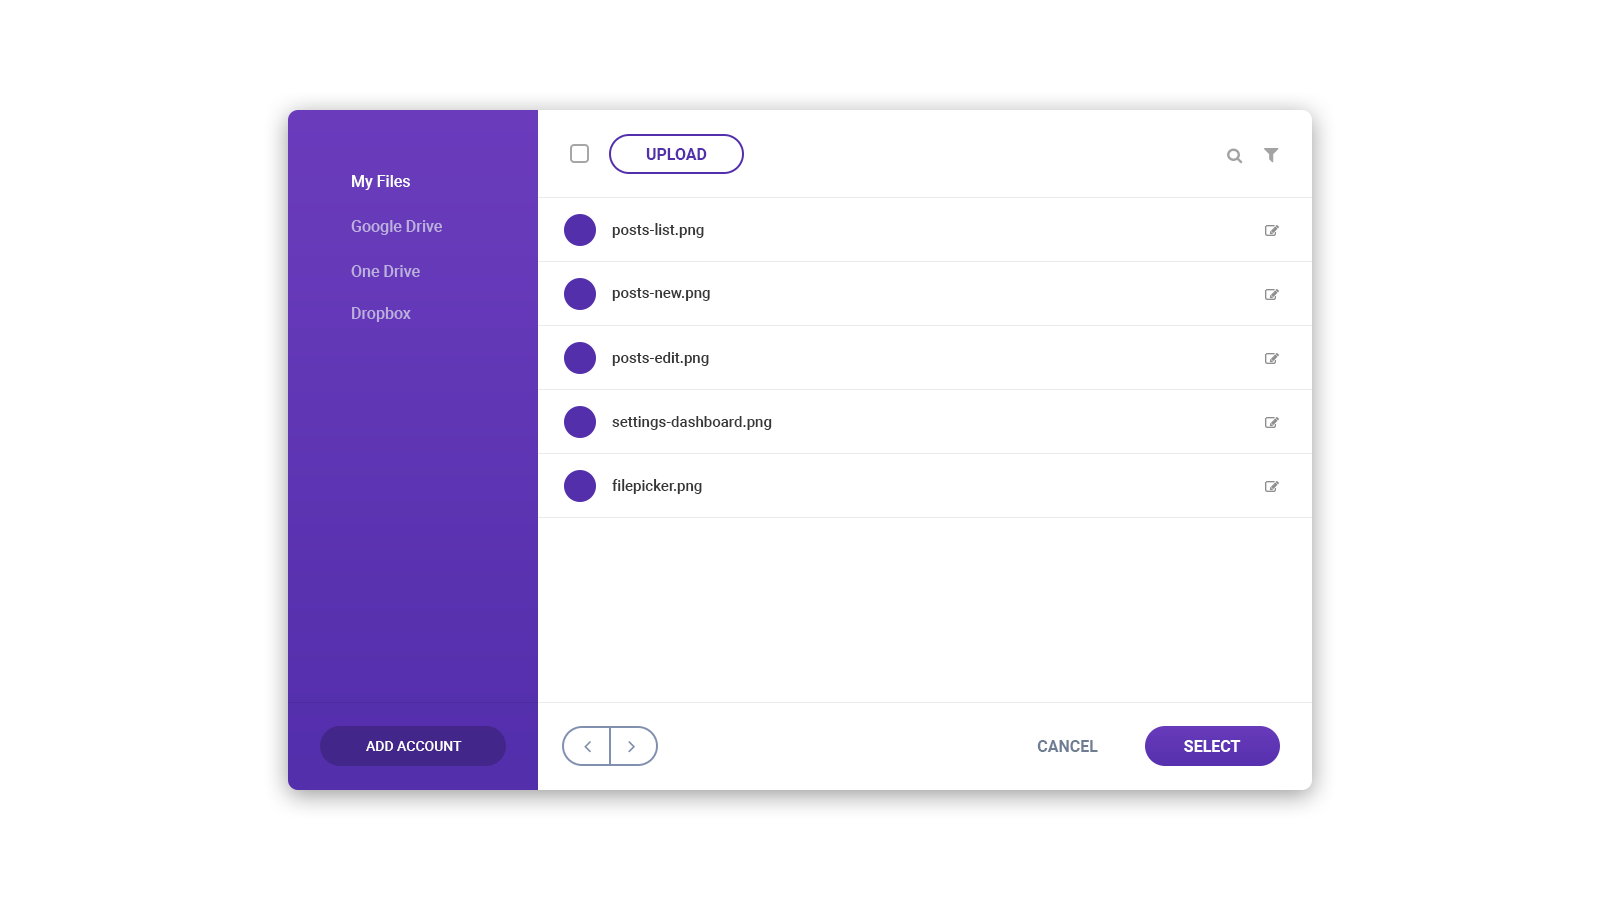 My Files
Google Drive
One Drive
Dropbox
ADD ACCOUNT
UPLOAD
posts-list.png
posts-new.png
posts-edit.png
settings-dashboard.png
filepicker.png
CANCEL
SELECT